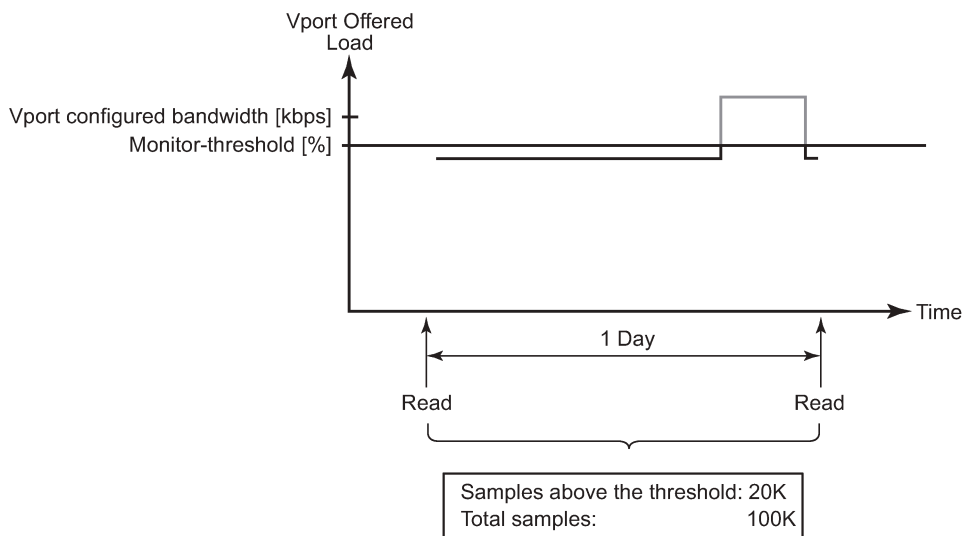 Vport Offered
Load
Vport configured bandwidth [kbps]
Monitor-threshold [%]
Time
1 Day
Read
Read
Samples above the threshold: 20K
Total samples: 100K